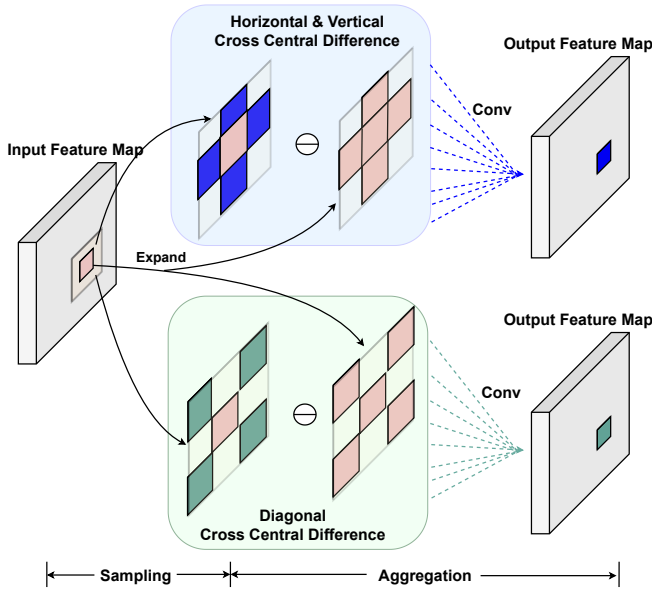 Horizontal & Vertical
Cross Central Difference
Output Feature Map
Conv
Input Feature Map
Expand
Output Feature Map
Conv
Diagonal
Cross Central Difference
Sampling
Aggregation